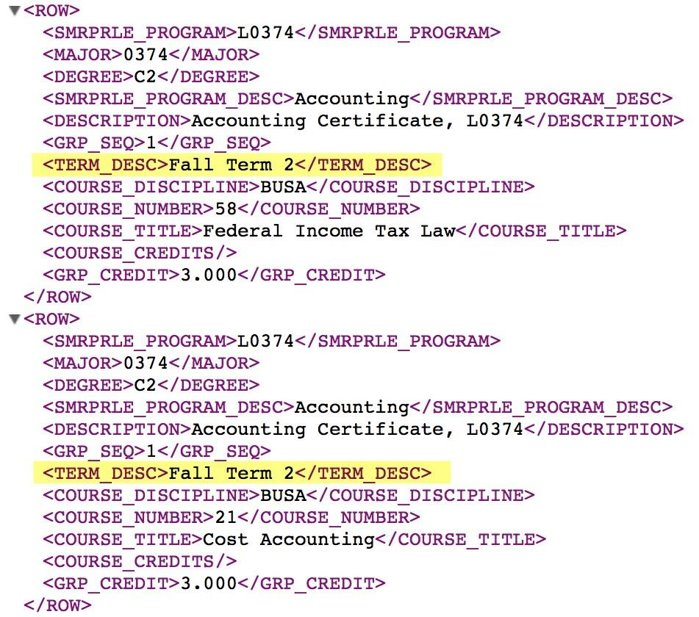 <ROW>
<SMRPRLE_PROGRAM>L0374</SMRPRLE_PROGRAM>
<MAJOR>0374</MAJOR>
<DEGREE>C2</DEGREE>
<SMRPRLE_PROGRAM_DESC>Accounting</SMRPRLE_PROGRAM_DESC>
<DESCRIPTION>Accounting Certificate, L0374</DESCRIPTION>
<GRP_SEQ>1</GRP_SEQ>
<TERM_DESC>Fall Term 2</TERM_DESC>
<COURSE_DISCIPLINE>BUSA</COURSE_DISCIPLINE>
<COURSE_NUMBER>58</COURSE_NUMBER>
<COURSE_TITLE>Federal Income Tax Law</COURSE_TITLE>
<COURSE_CREDITS/>
<GRP_CREDIT>3.000</GRP_CREDIT>
</ROW>
<ROW>
<SMRPRLE_PROGRAM>L0374</SMRPRLE_PROGRAM>
<MAJOR>0374</MAJOR>
<DEGREE>C2</DEGREE>
<SMRPRLE_PROGRAM_DESC>Accounting</SMRPRLE_PROGRAM_DESC>
<DESCRIPTION>Accounting Certificate, L0374</DESCRIPTION>
<GRP_SEQ>1</GRP_SEQ>
<TERM_DESC>Fall Term 2</TERM_DESC>
<COURSE_DISCIPLINE>BUSA</COURSE_DISCIPLINE>
<COURSE_NUMBER>21</COURSE_NUMBER>
<COURSE_TITLE>Cost Accounting</COURSE_TITLE>
<COURSE_CREDITS/>
<GRP_CREDIT>3.000</GRP_CREDIT>
</ROW>